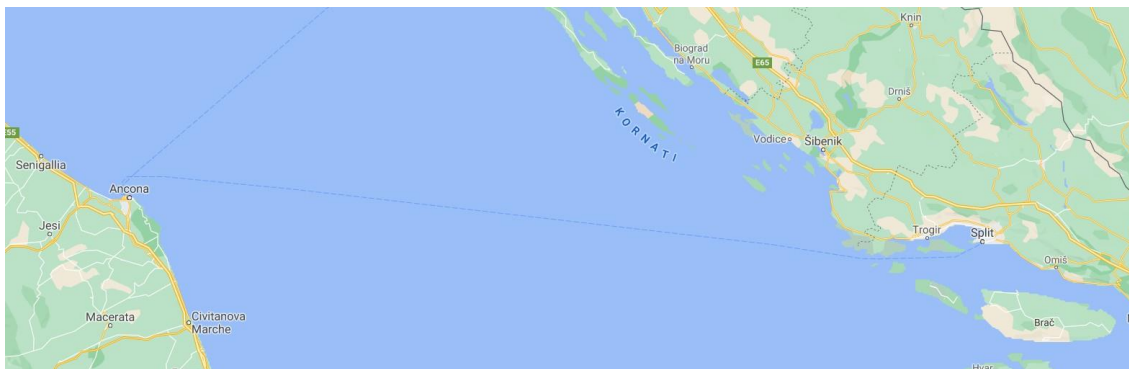 Knin
Biograd
na Moru
E65
Drniš
KORNATI
E55
Vodice
Šibenik
Senigallia
Ancona
Jesi
Trogir
Split
Omiš
Macerata
Civitanova
Marche
Brač
Hvar